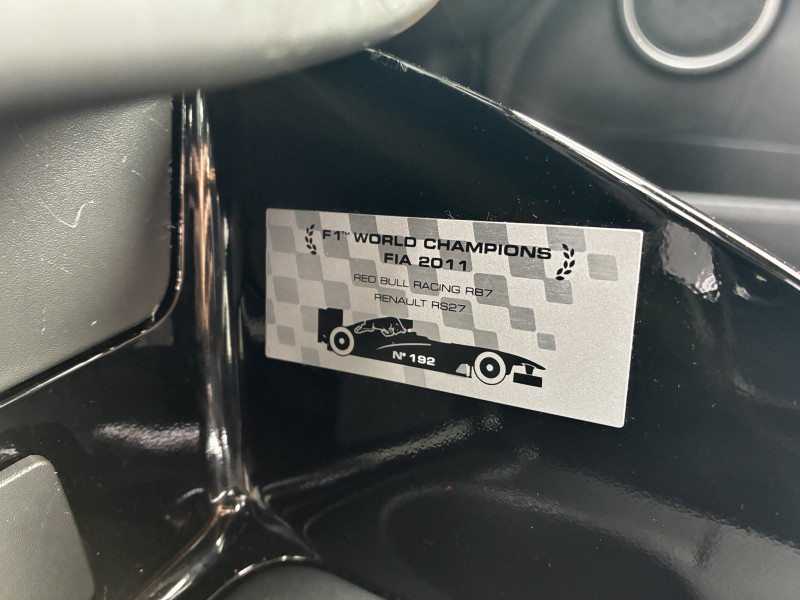 F1™ WORLD CHAMPIONS
FIA 2011
RED BULL RACING RB7
RENAULT RS27
N° 192